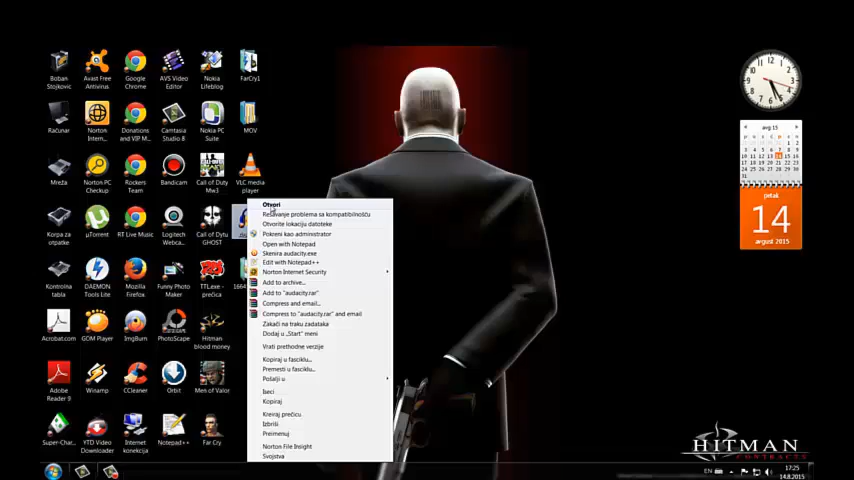 Boban Stojkovic
Avast Free Antivirus
Google Chrome
AVS Video Editor
Nokia Lifeblog
FarCry1
Računar
Norton Intern...
Donations and VIP M...
Camtasia Studio 8
Nokia PC Suite
MOV
Mreža
Norton PC Checkup
Rockers Team
Bandicam
Call of Duty Mw3
VLC media player
Korpa za otpatke
µTorrent
RT Live Music
Logitech Webca...
Call of Dytu GHOST
Kontrolna tabla
DAEMON Tools Lite
Mozilla Firefox
Funny Photo Maker
TTL.exe - prečica
1664
Acrobat.com
GOM Player
ImgBurn
PhotoScape
Hitman blood money
Adobe Reader 9
Winamp
CCleaner
Orbit
Men of Valor
Super-Char...
YTD Video Downloader
Internet konekcija
Notepad++
Far Cry
Otvori
Rešavanje problema sa kompatibilnošću
Otvorite lokaciju datoteke
Pokreni kao administrator
Open with Notepad
Skenira audacity.exe
Edit with Notepad++
Norton Internet Security
Add to archive...
Add to "audacity.rar"
Compress and email...
Compress to "audacity.rar" and email
Zakači na traku zadataka
Dodaj u „Start“ meni
Vrati prethodne verzije
Kopiraj u fasciklu...
Premesti u fasciklu...
Pošalji u
Iseci
Kopiraj
Kreiraj prečicu
Izbriši
Preimenuj
Norton File Insight
Svojstva
avg 15
petak
14
avgust 2015
HITMAN
CONTRACTS
EN
17:25
14.8.2015